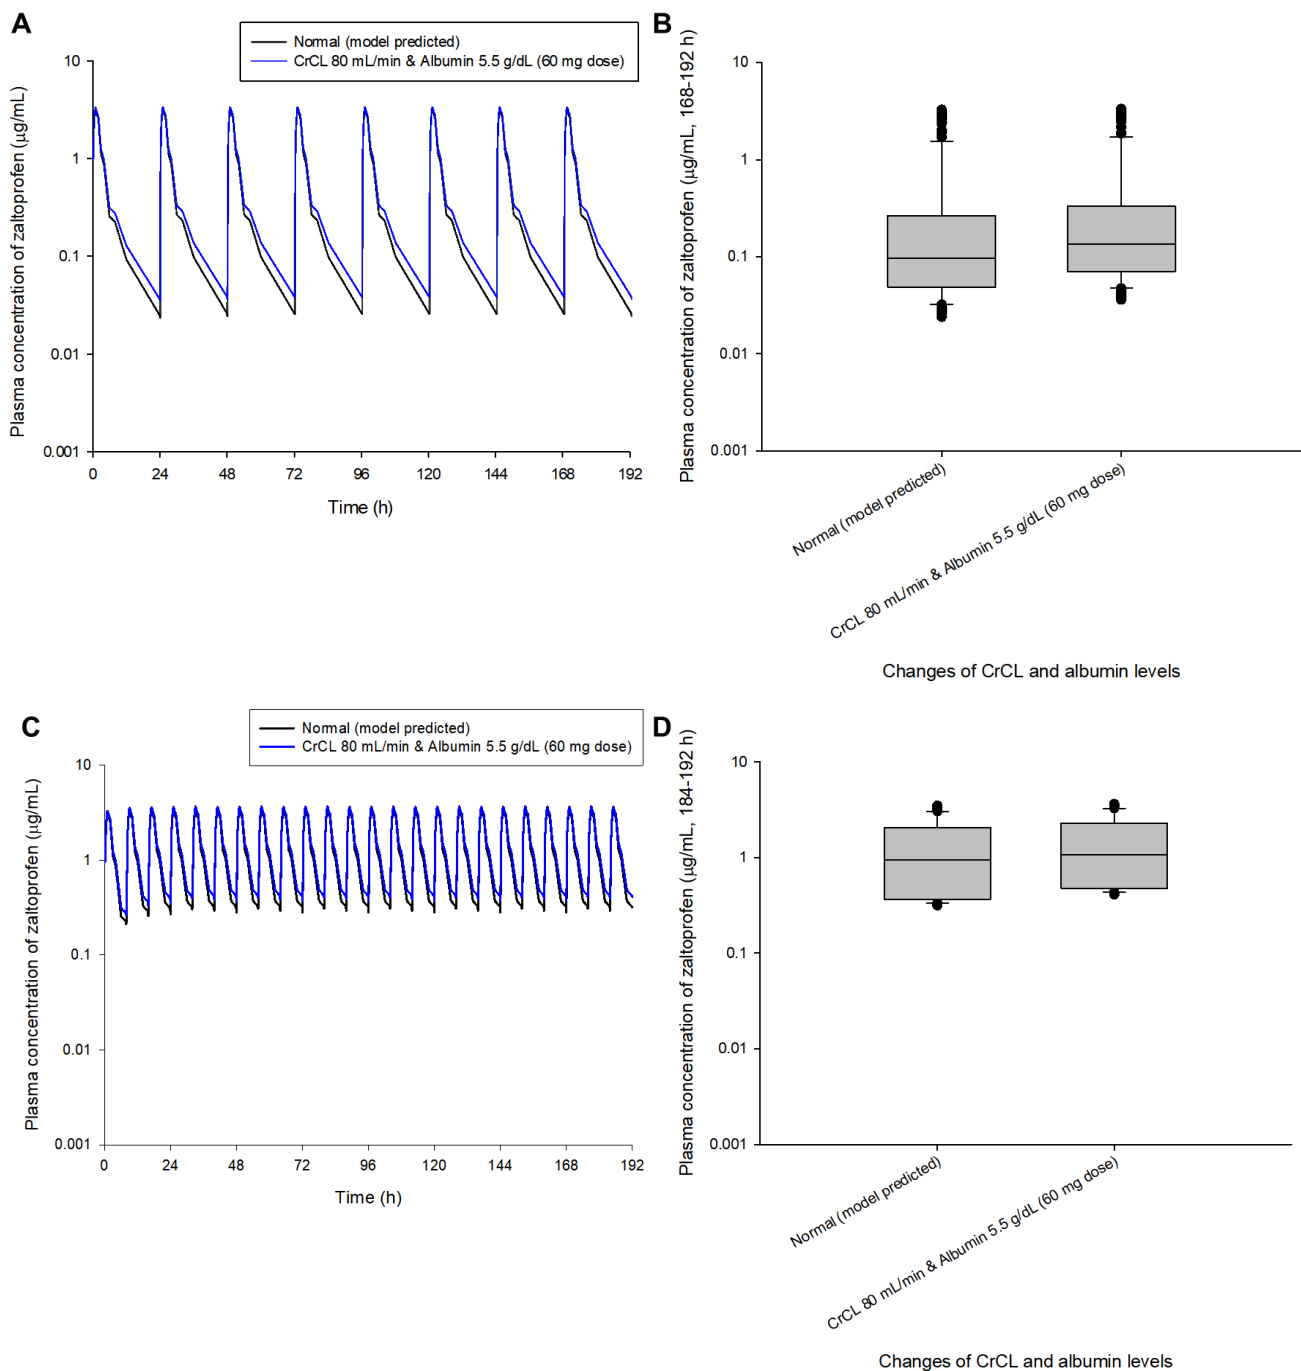 A
Normal (model predicted)
CrCL 80 mL/min & Albumin 5.5 g/dL (60 mg dose)
Plasma concentration of zaltoprofen (μg/mL)
10
1
0.1
0.01
0.001
0
24
48
72
96
120
144
168
192
Time (h)
B
Plasma concentration of zaltoprofen (μg/mL, 168-192 h)
10
1
0.1
0.01
0.001
Normal (model predicted)
CrCL 80 mL/min & Albumin 5.5 g/dL (60 mg dose)
Changes of CrCL and albumin levels
C
Normal (model predicted)
CrCL 80 mL/min & Albumin 5.5 g/dL (60 mg dose)
Plasma concentration of zaltoprofen (μg/mL)
10
1
0.1
0.01
0.001
0
24
48
72
96
120
144
168
192
Time (h)
D
Plasma concentration of zaltoprofen (μg/mL, 184-192 h)
10
1
0.1
0.01
0.001
Normal (model predicted)
CrCL 80 mL/min & Albumin 5.5 g/dL (60 mg dose)
Changes of CrCL and albumin levels